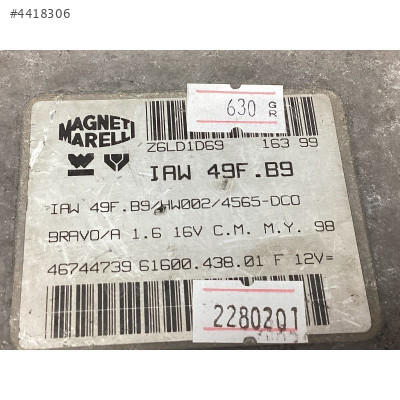 #4418306
630 GR
MAGNETI
MARELLI
Z6LD1D69 163 99
IAW 49F.B9
IAW 49F.B9/HW002/4565-DCO
BRAVO/A 1.6 16V C.M. M.Y. 98
46744739 61600.438.01 F 12V=
2280201